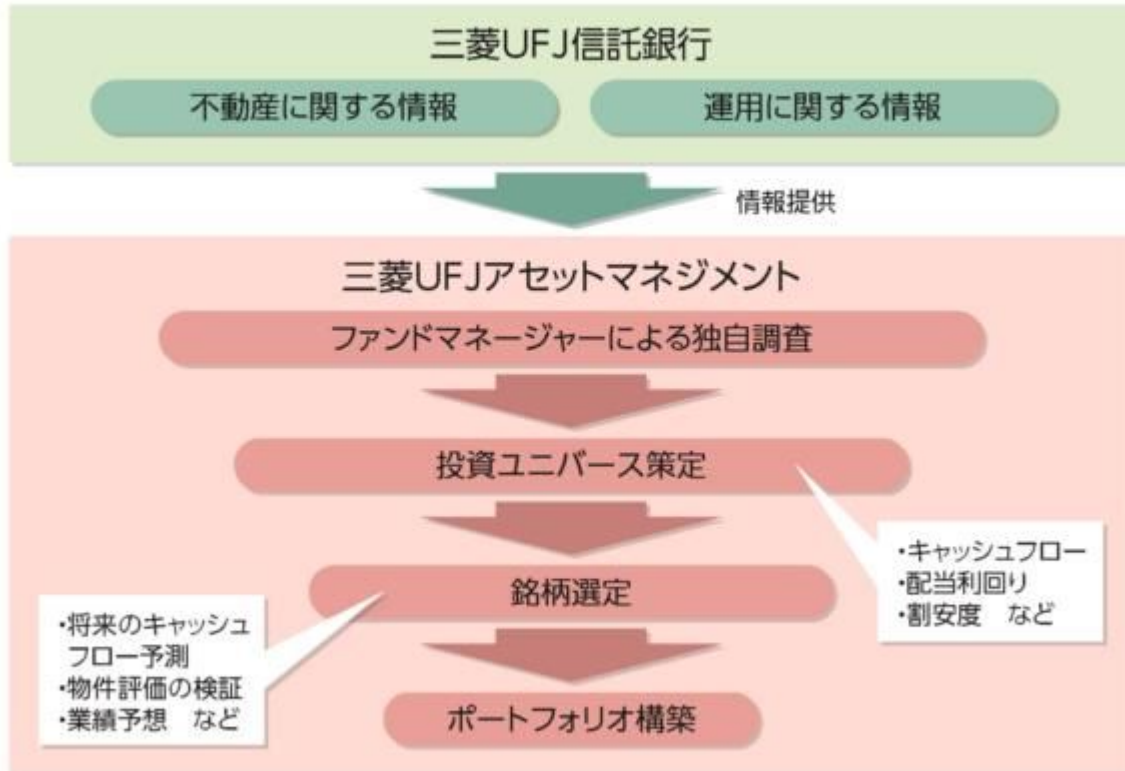 三菱UFJ信託銀行
不動産に関する情報
運用に関する情報
情報提供
三菱UFJアセットマネジメント
ファンドマネージャーによる独自調査
投資ユニバース策定
・キャッシュフロー
・配当利回り
・割安度　など
銘柄選定
・将来のキャッシュ
フロー予測
・物件評価の検証
・業績予想　など
ポートフォリオ構築